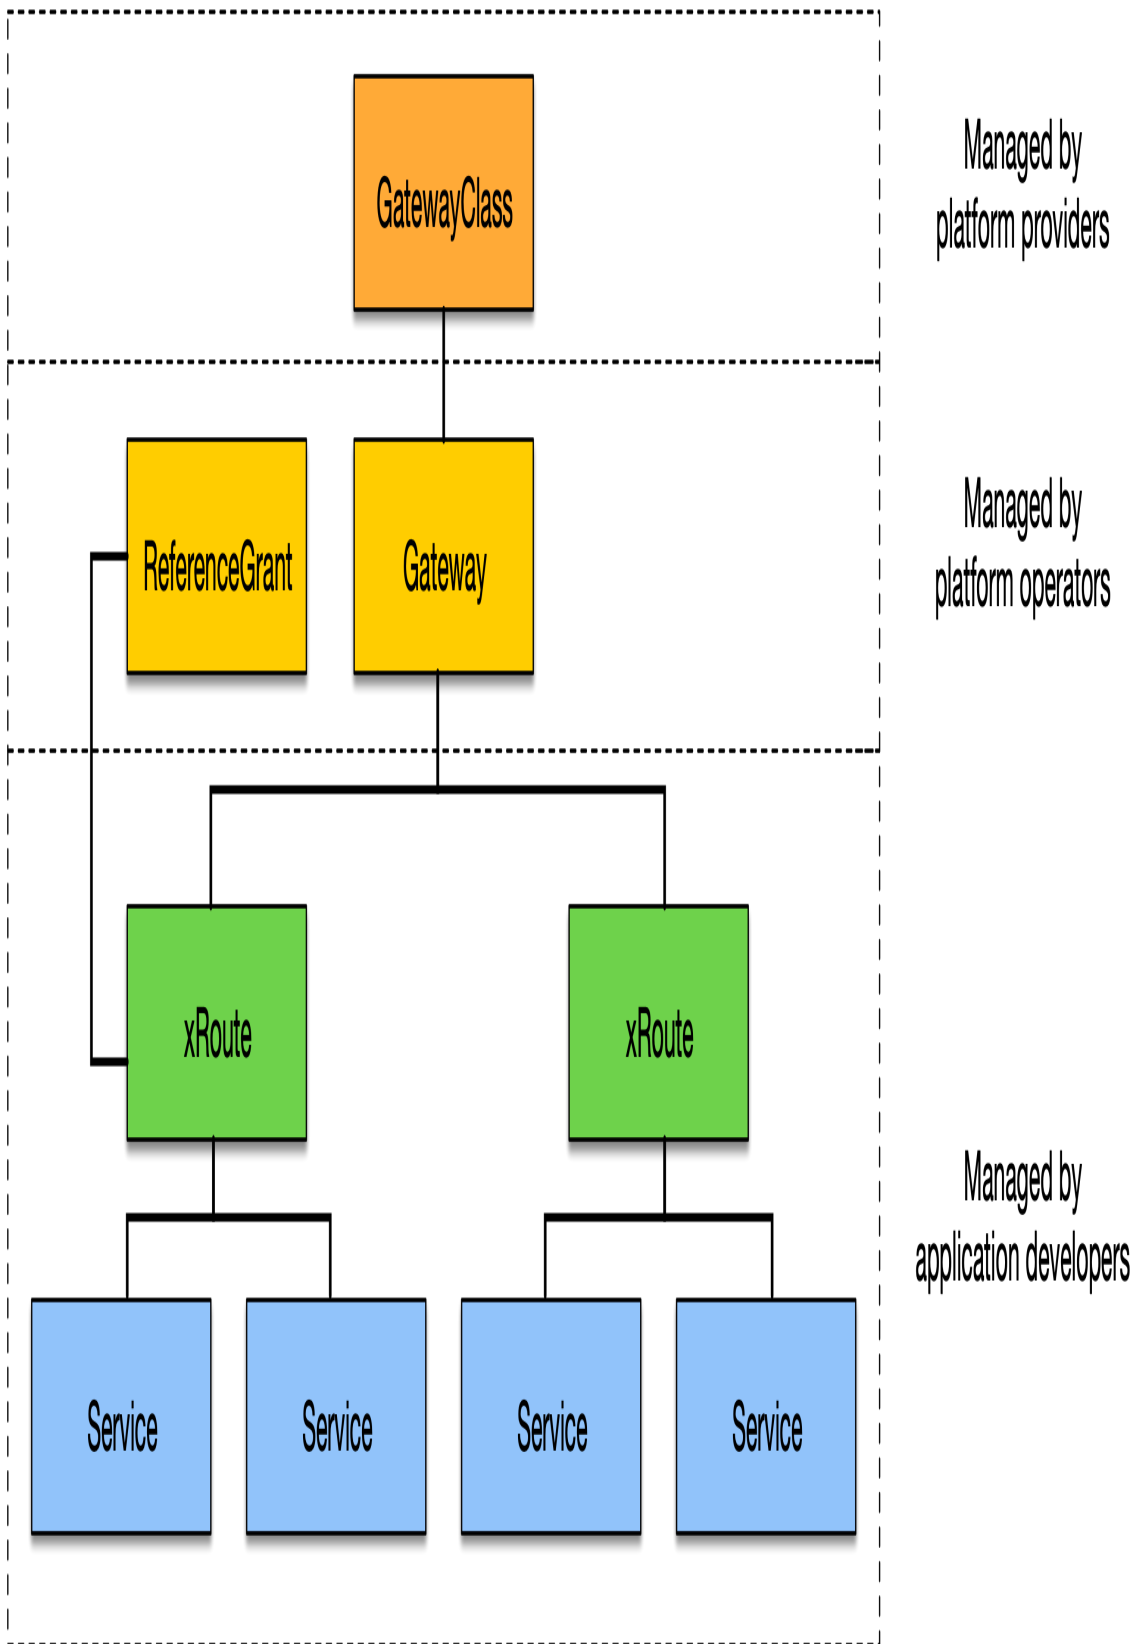 GatewayClass
Managed by
platform providers
ReferenceGrant
Gateway
Managed by
platform operators
xRoute
xRoute
Managed by
application developers
Service
Service
Service
Service